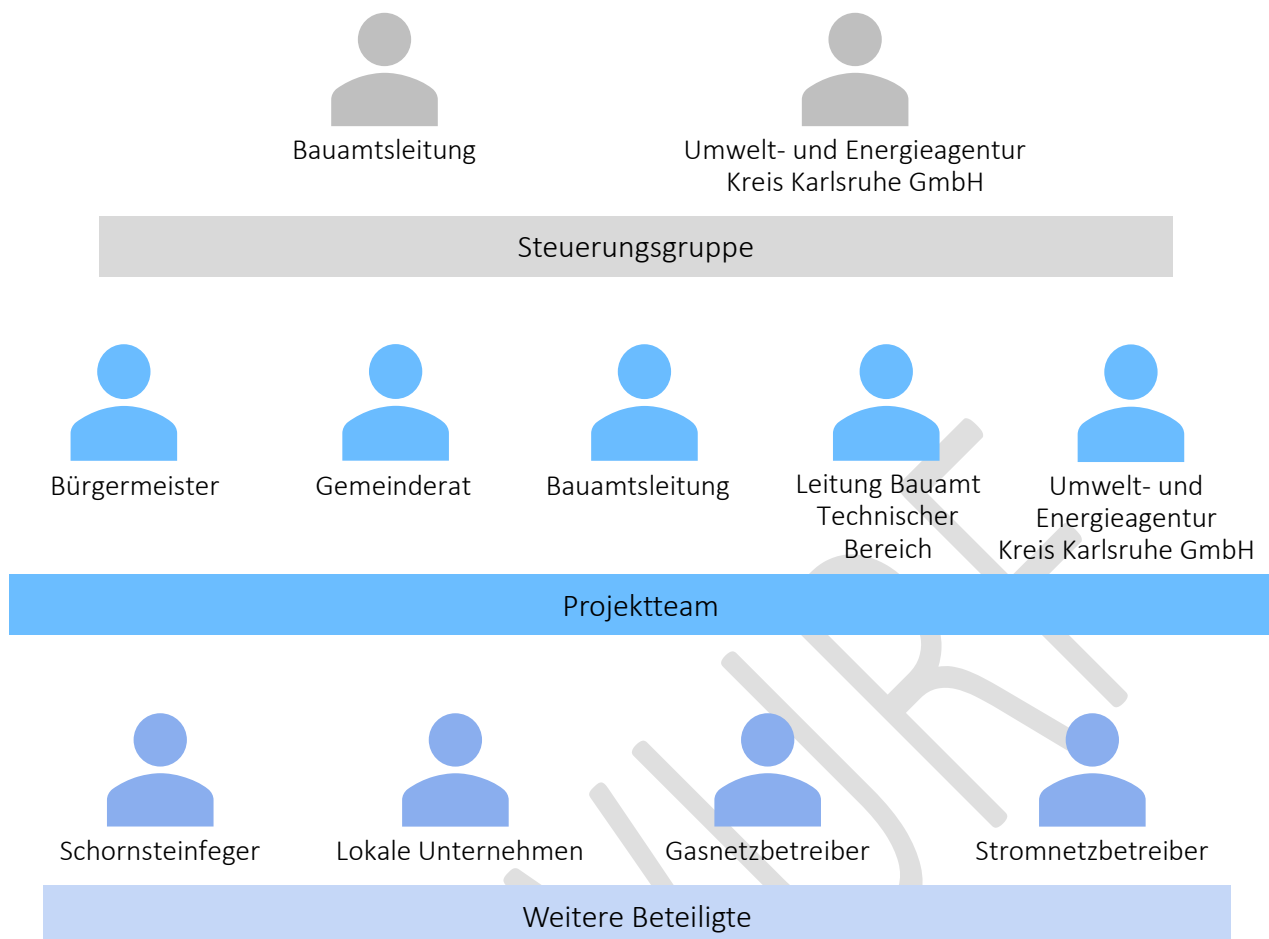 Bauamtsleitung
Umwelt- und Energieagentur
Kreis Karlsruhe GmbH
Steuerungsgruppe
Bürgermeister
Gemeinderat
Bauamtsleitung
Leitung Bauamt
Technischer
Bereich
Umwelt- und
Energieagentur
Kreis Karlsruhe GmbH
Projektteam
Schornsteinfeger
Lokale Unternehmen
Gasnetzbetreiber
Stromnetzbetreiber
Weitere Beteiligte